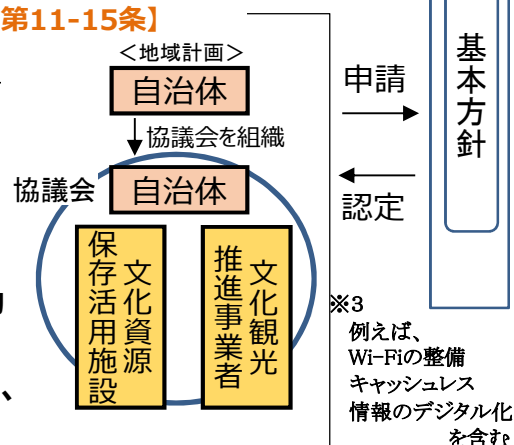 第11-15条】
＜地域計画＞
自治体
協議会を組織
協議会
自治体
文化資源
保存活用施設
文化観光
推進事業者
、
申請
認定
基本方針
※3
例えば、
Wi-Fiの整備
キャッシュレス
情報のデジタル化
を含む